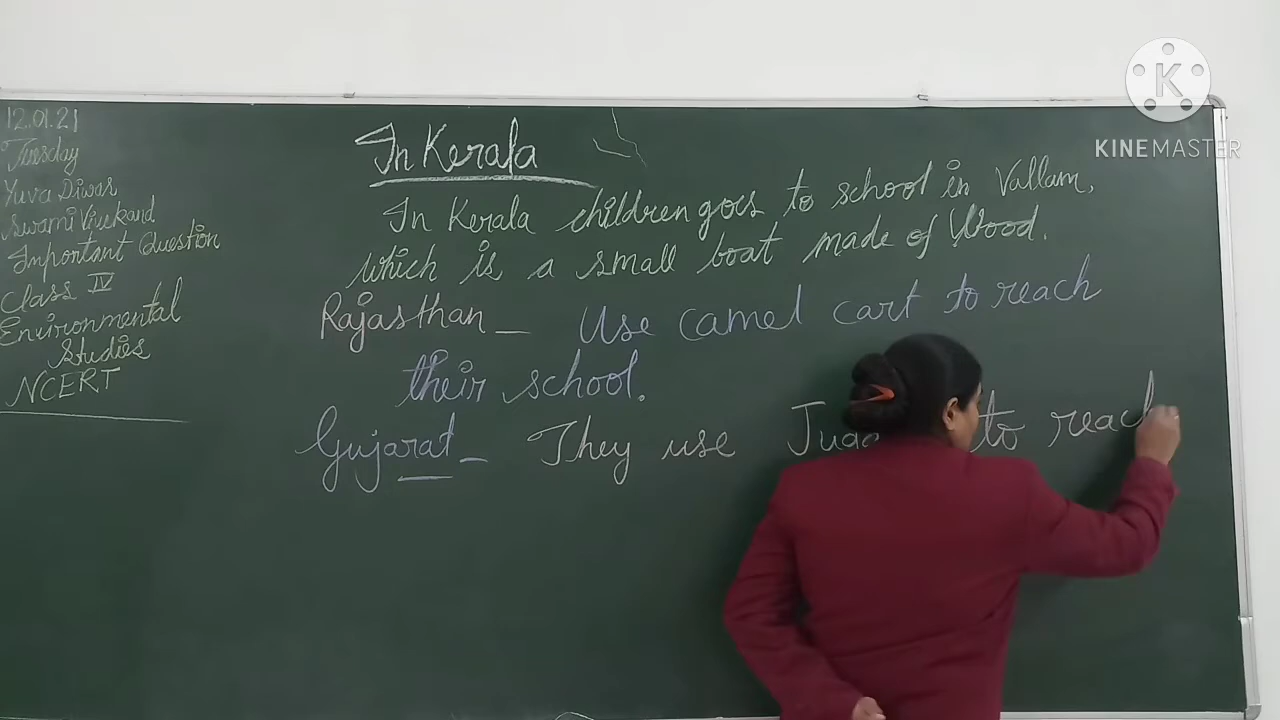 12.01.21
Tuesday
Yuva Diwas
Swami Vivekand
Important Question
Class IV
Environmental
Studies
NCERT
In Kerala
In Kerala children goes to school in Vallam,
which is a small boat made of Wood.
Rajasthan - Use camel cart to reach
their school.
Gujarat - They use to reach
K
KINEMASTER